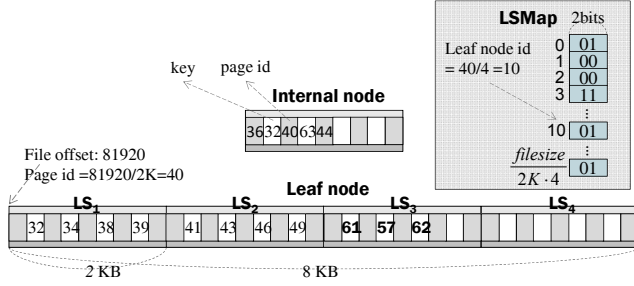 LSMap
2bits
Leaf node id
= 40/4 =10
0 01
1 00
2 00
3 11
⋮ ⋮
10 01
⋮
filesize
2K · 4
01
key
page id
Internal node
36 32 40 63 44
File offset: 81920
Page id =81920/2K=40
Leaf node
LS1 LS2 LS3 LS4
32 34 38 39 41 43 46 49 61 57 62
2 KB
8 KB